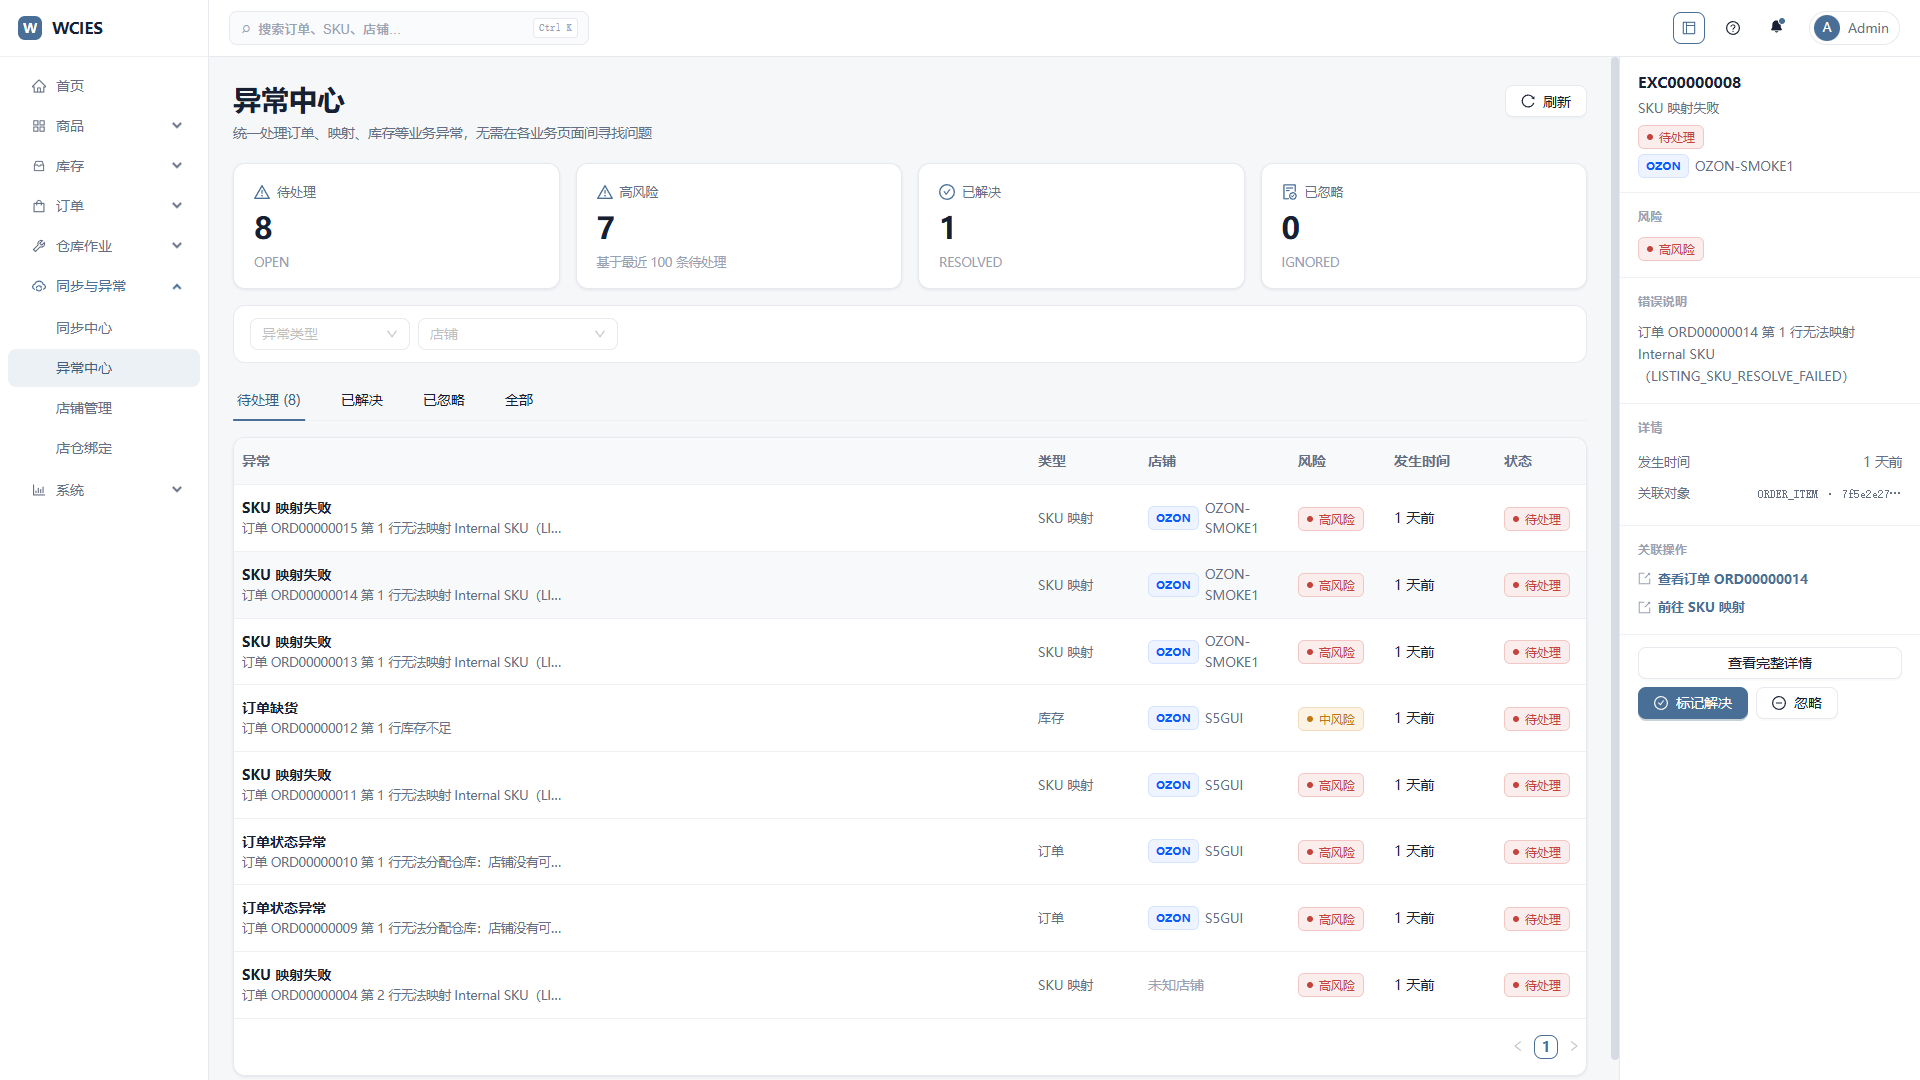 W WCIES
搜索订单、SKU、店铺...
Ctrl K
A Admin
首页
商品
库存
订单
仓库作业
同步与异常
同步中心
异常中心
店铺管理
店仓绑定
系统
异常中心
统一处理订单、映射、库存等业务异常，无需在各业务页面间寻找问题
刷新
待处理
8
OPEN
高风险
7
基于最近 100 条待处理
已解决
1
RESOLVED
已忽略
0
IGNORED
异常类型
店铺
待处理 (8)
已解决
已忽略
全部
异常 类型 店铺 风险 发生时间 状态
SKU 映射失败
订单 ORD00000015 第 1 行无法映射 Internal SKU（LI...
SKU 映射
OZON
OZON-
SMOKE1
高风险
1 天前
待处理
SKU 映射失败
订单 ORD00000014 第 1 行无法映射 Internal SKU（LI...
SKU 映射
OZON
OZON-
SMOKE1
高风险
1 天前
待处理
SKU 映射失败
订单 ORD00000013 第 1 行无法映射 Internal SKU（LI...
SKU 映射
OZON
OZON-
SMOKE1
高风险
1 天前
待处理
订单缺货
订单 ORD00000012 第 1 行库存不足
库存
OZON
S5GUI
中风险
1 天前
待处理
SKU 映射失败
订单 ORD00000011 第 1 行无法映射 Internal SKU（LI...
SKU 映射
OZON
S5GUI
高风险
1 天前
待处理
订单状态异常
订单 ORD00000010 第 1 行无法分配仓库：店铺没有可...
订单
OZON
S5GUI
高风险
1 天前
待处理
订单状态异常
订单 ORD00000009 第 1 行无法分配仓库：店铺没有可...
订单
OZON
S5GUI
高风险
1 天前
待处理
SKU 映射失败
订单 ORD00000004 第 2 行无法映射 Internal SKU（LI...
SKU 映射
未知店铺
高风险
1 天前
待处理
1
EXC00000008
SKU 映射失败
待处理
OZON OZON-SMOKE1
风险
高风险
错误说明
订单 ORD00000014 第 1 行无法映射
Internal SKU
（LISTING_SKU_RESOLVE_FAILED）
详情
发生时间 1 天前
关联对象 ORDER_ITEM · 7f5e2e27…
关联操作
查看订单 ORD00000014
前往 SKU 映射
查看完整详情
标记解决
忽略